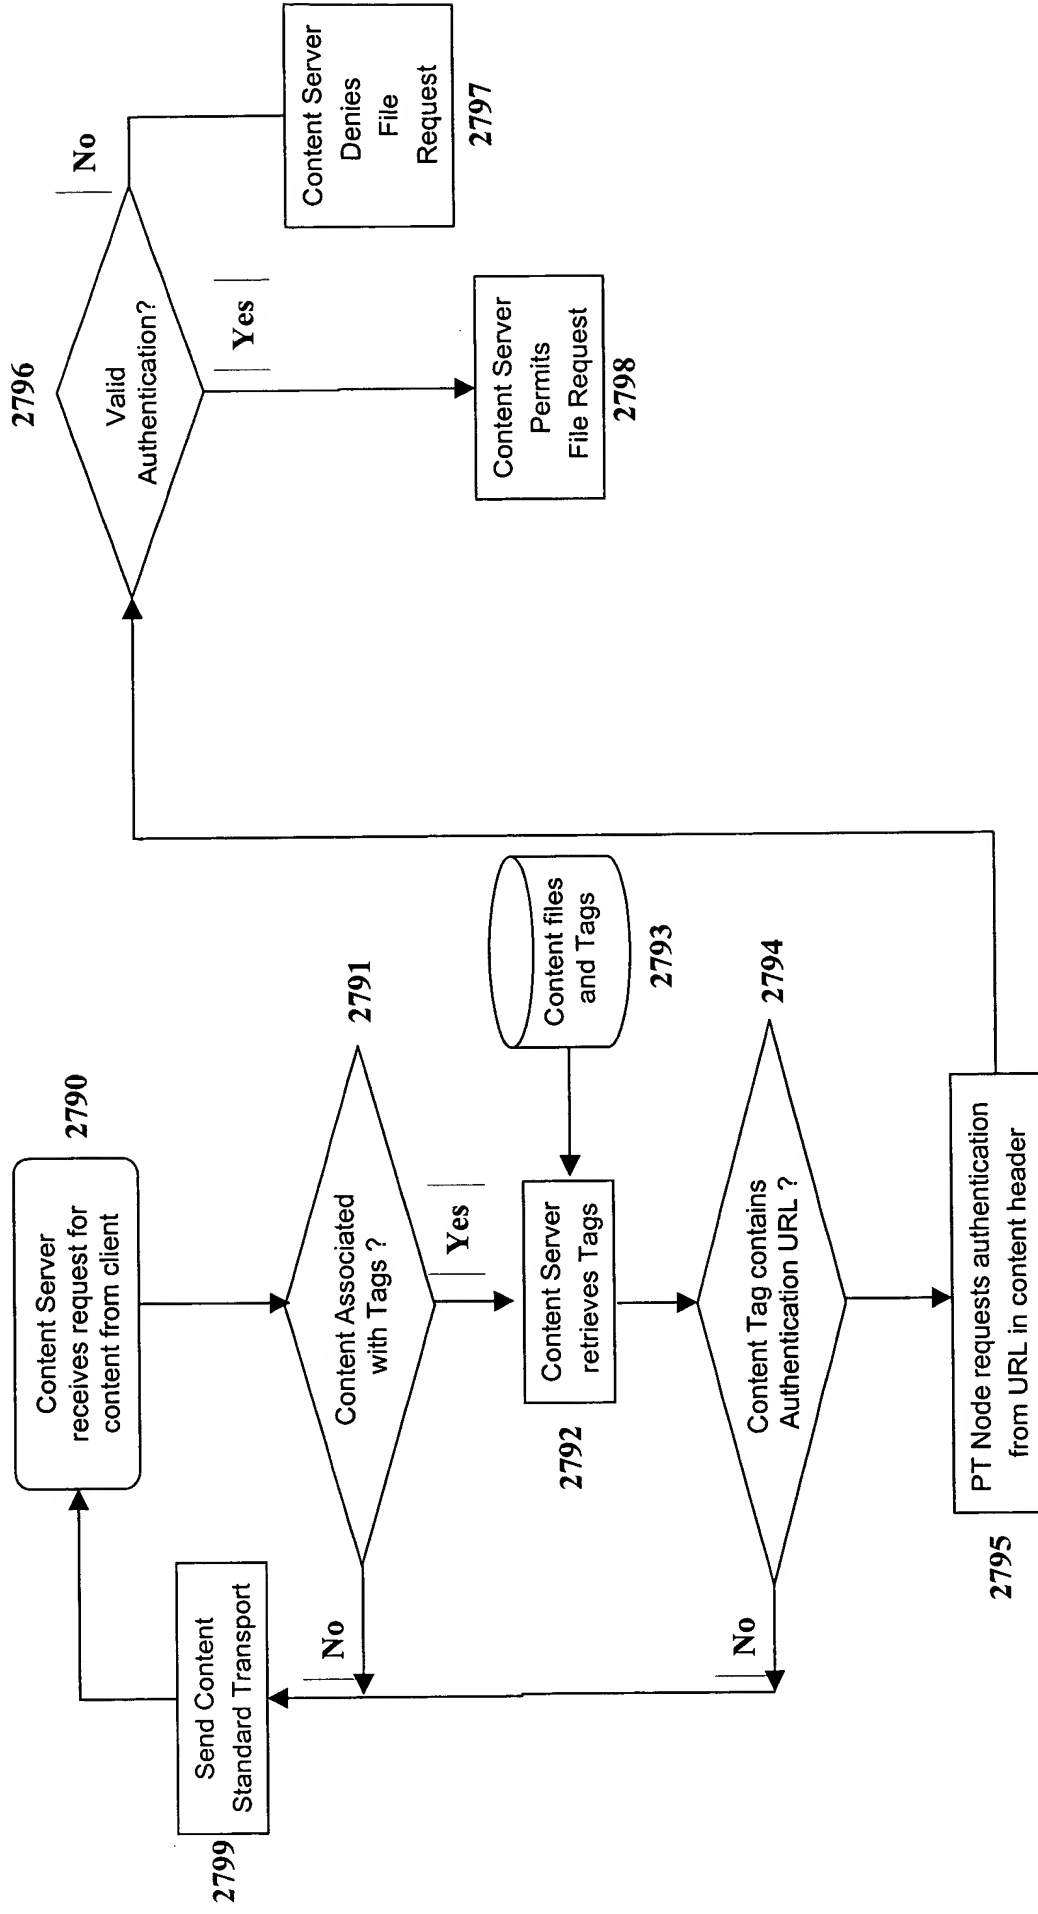 2790
Content Server
receives request for
content from client
2799
Send Content
Standard Transport
2791
Content Associated
with Tags ?
No
Yes
2792
Content Server
retrieves Tags
Content files
and Tags
2793
2794
Content Tag contains
Authentication URL ?
No
2795
PT Node requests authentication
from URL in content header
2796
Valid
Authentication?
No
Yes
Content Server
Denies
File
Request
2797
Content Server
Permits
File Request
2798